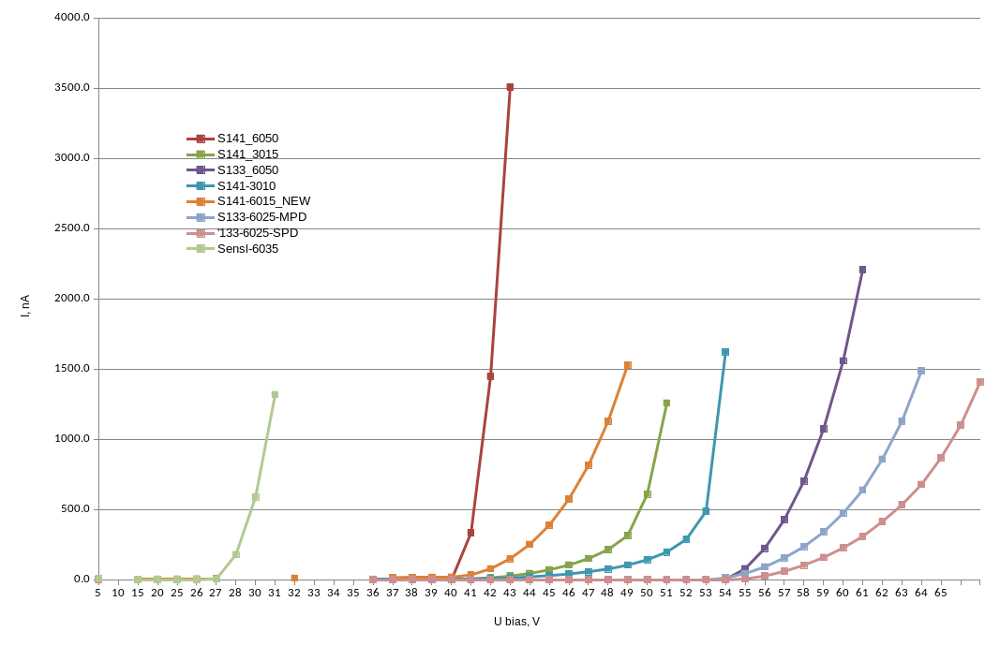 4000.0
3500.0
3000.0
2500.0
2000.0
1500.0
1000.0
500.0
0.0
I, nA
S141_6050
S141_3015
S133_6050
S141-3010
S141-6015_NEW
S133-6025-MPD
'133-6025-SPD
Sensl-6035
5 10 15 20 25 26 27 28 30 31 32 33 34 35 36 37 38 39 40 41 42 43 44 45 46 47 48 49 50 51 52 53 54 55 56 57 58 59 60 61 62 63 64 65
U bias, V